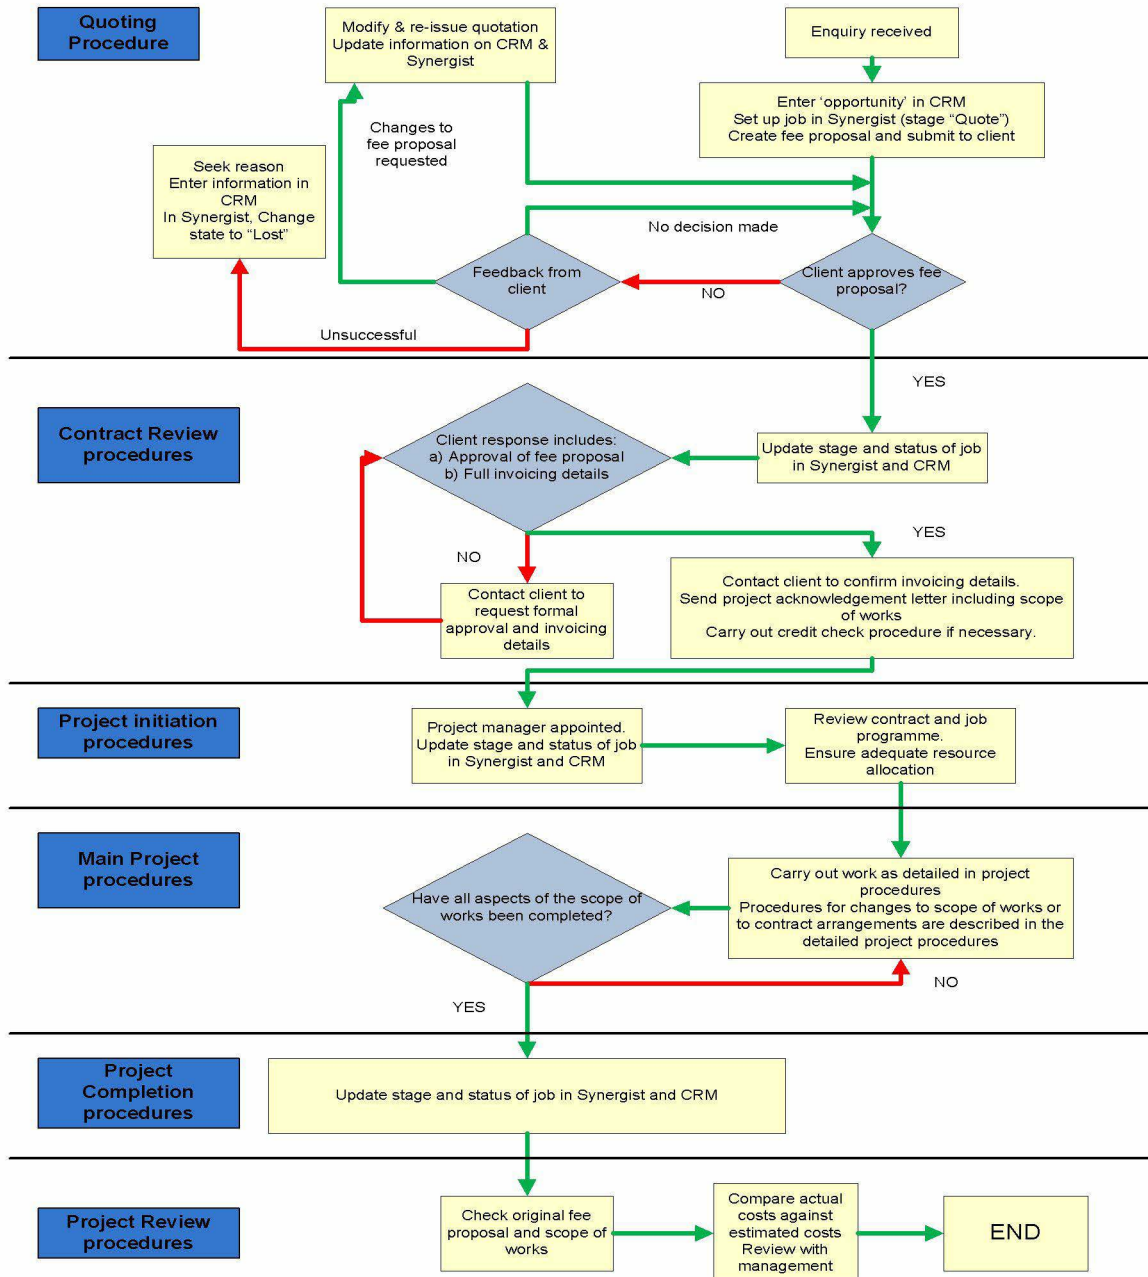 Quoting
Procedure
Modify & re-issue quotation
Update information on CRM &
Synergist
Enquiry received
Enter ‘opportunity’ in CRM
Set up job in Synergist (stage “Quote”)
Create fee proposal and submit to client
Changes to
fee proposal
requested
Seek reason
Enter information in
CRM
In Synergist, Change
state to “Lost”
No decision made
Feedback from
client
Client approves fee
proposal?
NO
Unsuccessful
YES
Contract Review
procedures
Client response includes:
a) Approval of fee proposal
b) Full invoicing details
Update stage and status of job
in Synergist and CRM
YES
NO
Contact client to
request formal
approval and invoicing
details
Contact client to confirm invoicing details.
Send project acknowledgement letter including scope
of works
Carry out credit check procedure if necessary.
Project initiation
procedures
Project manager appointed.
Update stage and status of job
in Synergist and CRM
Review contract and job
programme.
Ensure adequate resource
allocation
Main Project
procedures
Have all aspects of the scope
of works been completed?
Carry out work as detailed in project
procedures
Procedures for changes to scope of works or
to contract arrangements are described in the
detailed project procedures
NO
YES
Project
Completion
procedures
Update stage and status of job in Synergist and CRM
Project Review
procedures
Check original fee
proposal and scope of
works
Compare actual
costs against
estimated costs
Review with
management
END